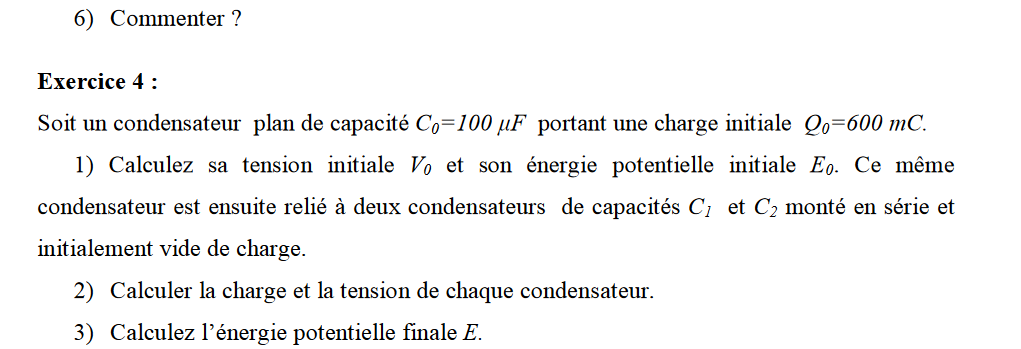 6) Commenter ?
Exercice 4 :
Soit un condensateur plan de capacité C₀=100 µF portant une charge initiale Q₀=600 mC.
1) Calculez sa tension initiale V₀ et son énergie potentielle initiale E₀. Ce même
condensateur est ensuite relié à deux condensateurs de capacités C₁ et C₂ monté en série et
initialement vide de charge.
2) Calculer la charge et la tension de chaque condensateur.
3) Calculez l’énergie potentielle finale E.